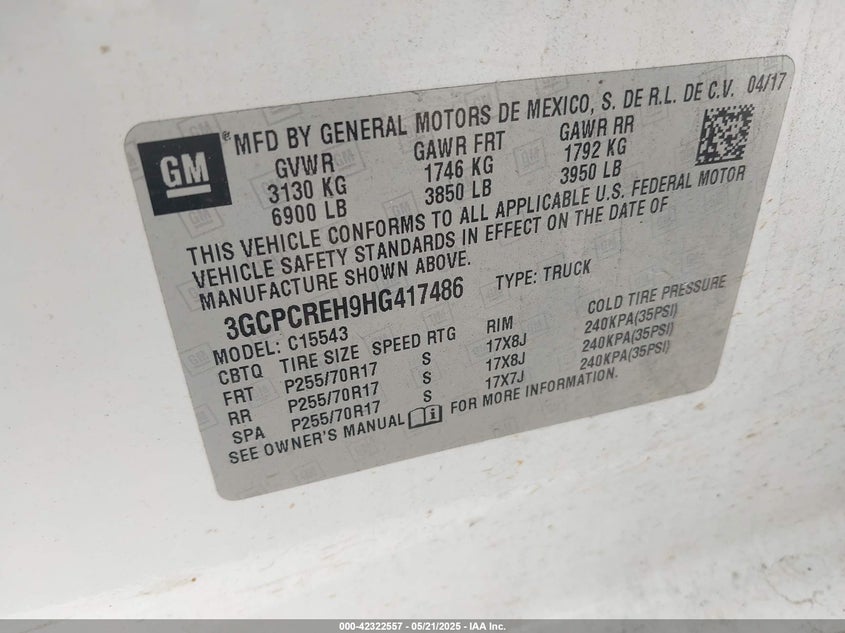 GM ® MFD BY GENERAL MOTORS DE MEXICO, S. DE R.L. DE C.V. 04/17
GVWR GAWR FRT GAWR RR
3130 KG 1746 KG 1792 KG
6900 LB 3850 LB 3950 LB
THIS VEHICLE CONFORMS TO ALL APPLICABLE U.S. FEDERAL MOTOR
VEHICLE SAFETY STANDARDS IN EFFECT ON THE DATE OF
MANUFACTURE SHOWN ABOVE.
3GCPCREH9HG417486 TYPE: TRUCK
MODEL: C15543
CBTQ TIRE SIZE SPEED RTG RIM COLD TIRE PRESSURE
FRT P255/70R17 S 17X8J 240KPA(35PSI)
RR P255/70R17 S 17X8J 240KPA(35PSI)
SPA P255/70R17 S 17X7J 240KPA(35PSI)
SEE OWNER'S MANUAL FOR MORE INFORMATION.
000-42322557 - 05/21/2025 - IAA Inc.